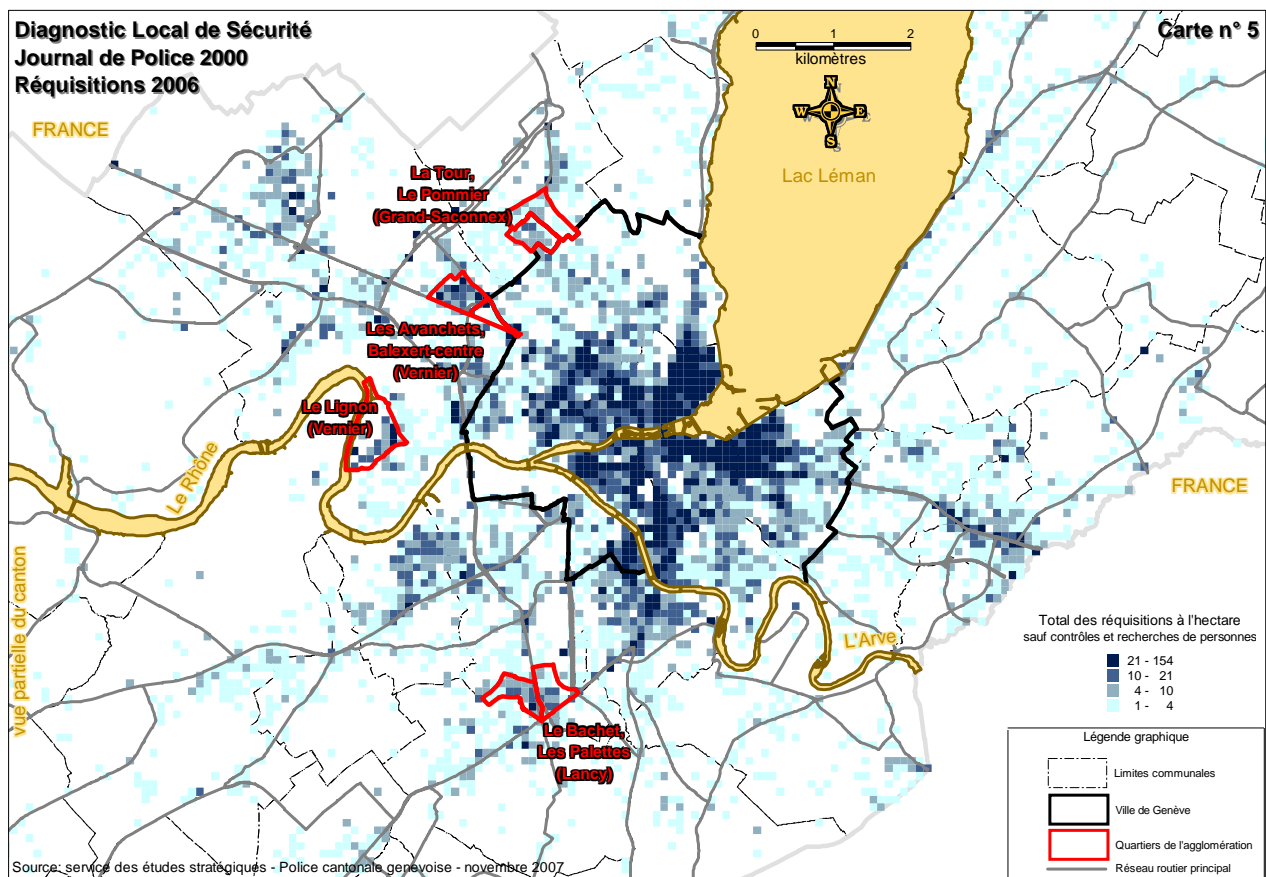 Diagnostic Local de Sécurité
Journal de Police 2000
Réquisitions 2006
Carte n° 5
0 1 2
kilomètres
N
W E
S
FRANCE
Lac Léman
La Tour,
Le Pommier
(Grand-Saconnex)
Les Avanchets,
Balexert-centre
(Vernier)
Le Lignon
(Vernier)
Le Rhône
FRANCE
vue partielle du canton
L'Arve
Le Bachet,
Les Palettes
(Lancy)
Total des réquisitions à l'hectare
sauf contrôles et recherches de personnes
21 - 154
10 - 21
4 - 10
1 - 4
Légende graphique
Limites communales
Ville de Genève
Quartiers de l'agglomération
Réseau routier principal
Source: service des études stratégiques - Police cantonale genevoise - novembre 2007